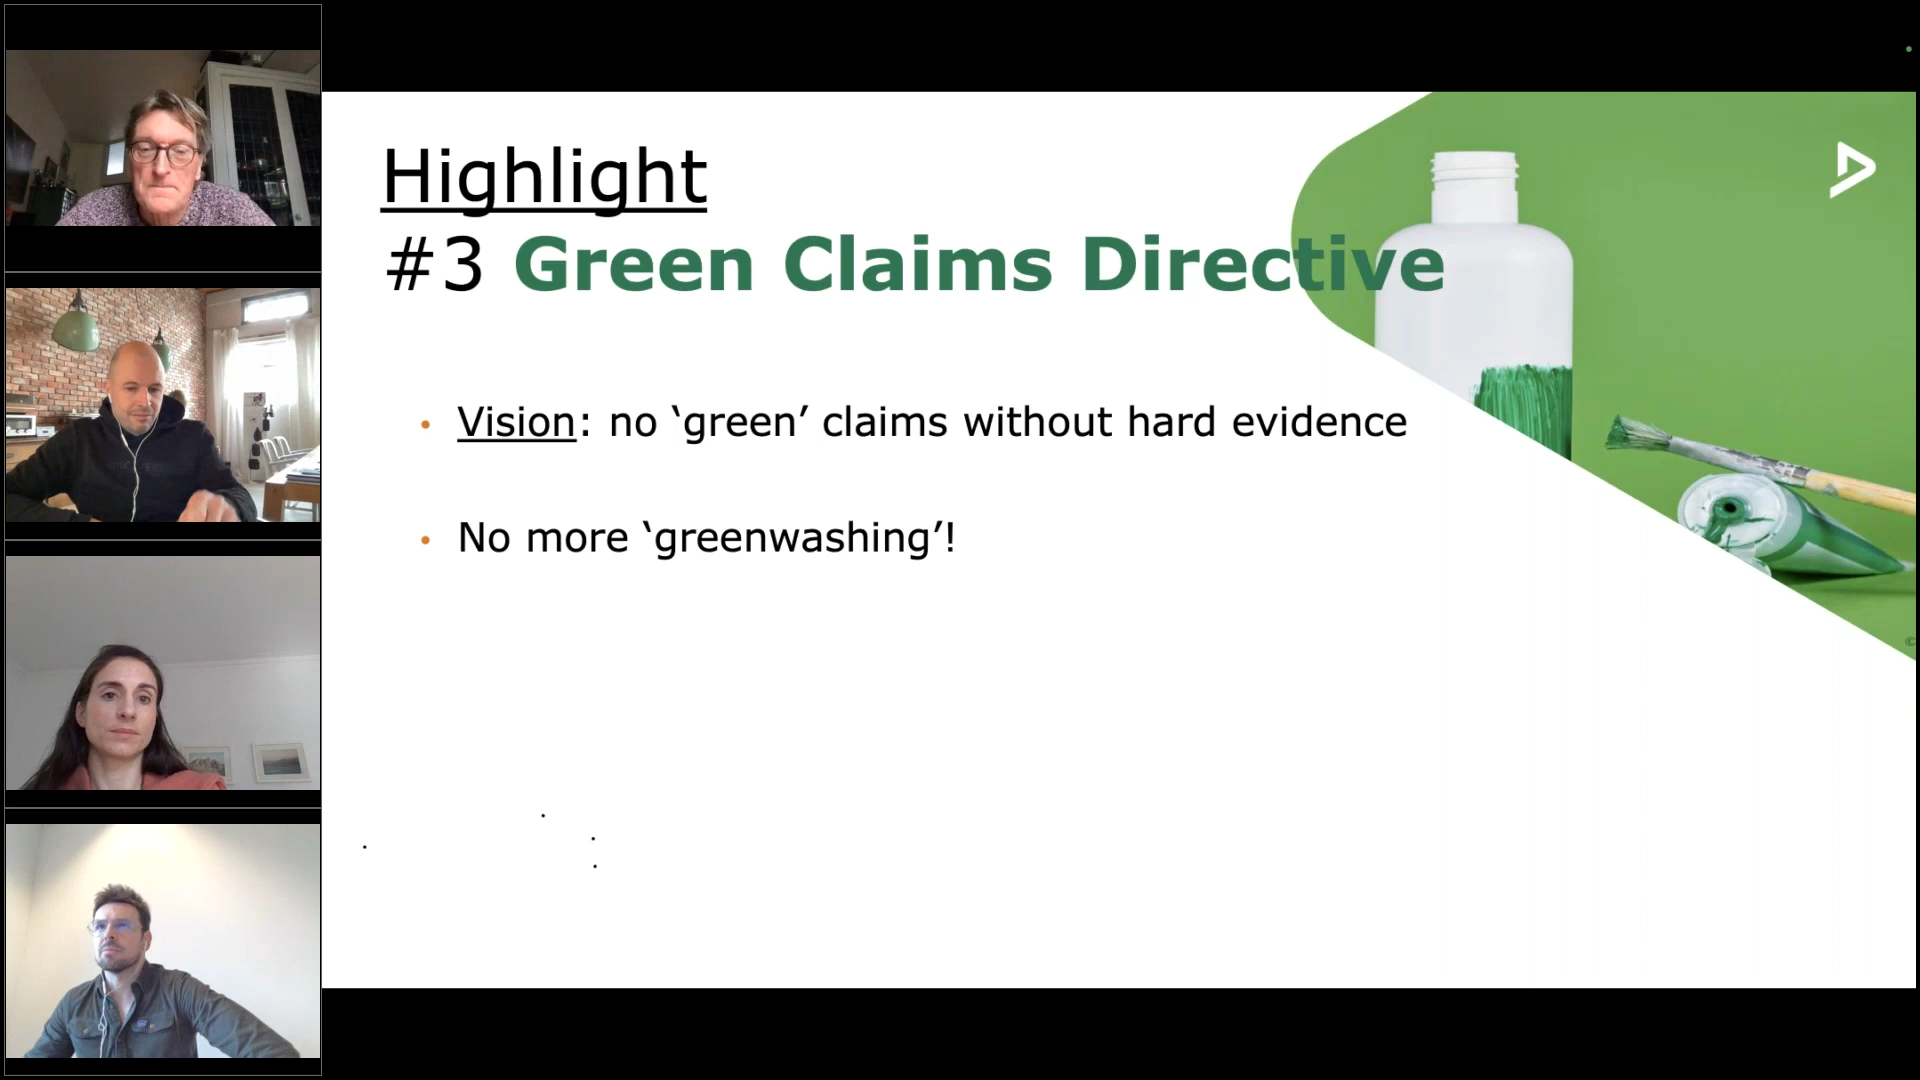 Highlight
#3 Green Claims Directive
• Vision: no ‘green’ claims without hard evidence
• No more ‘greenwashing’!